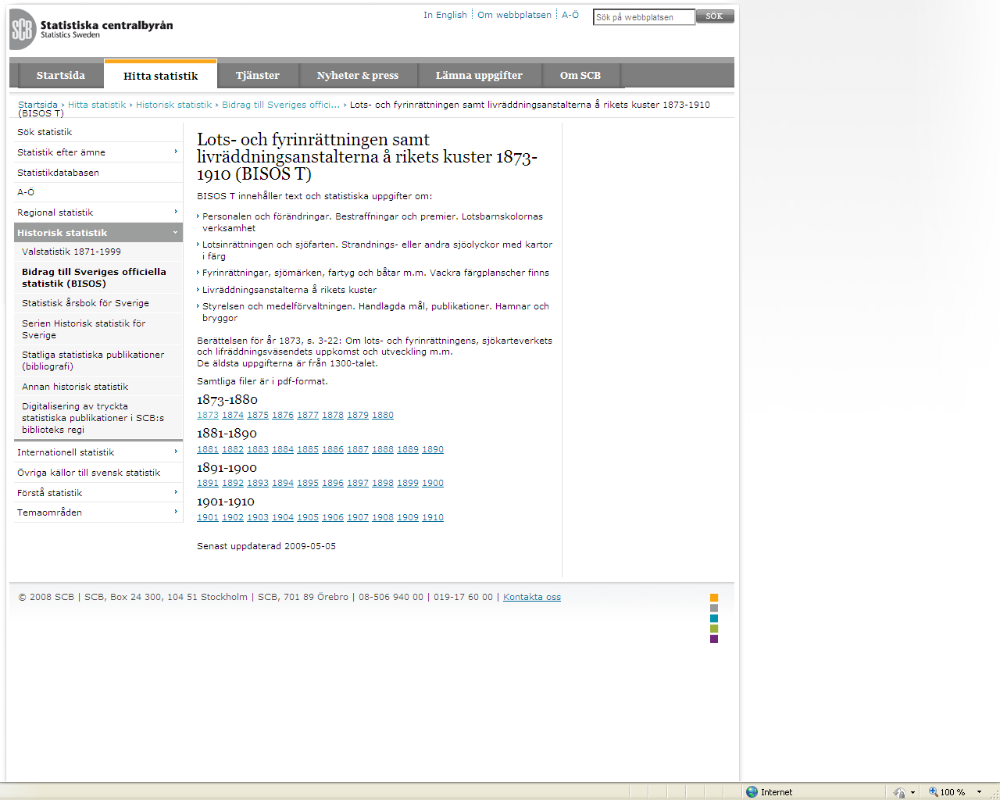 SCB Statistiska centralbyrån
Statistics Sweden
In English Om webbplatsen A-Ö Sök på webbplatsen SÖK
Startsida Hitta statistik Tjänster Nyheter & press Lämna uppgifter Om SCB
Startsida › Hitta statistik › Historisk statistik › Bidrag till Sveriges offici... › Lots- och fyrinrättningen samt livräddningsanstalterna å rikets kuster 1873-1910
(BISOS T)
Sök statistik
Statistik efter ämne
Statistikdatabasen
A-Ö
Regional statistik
Historisk statistik
Valstatistik 1871-1999
Bidrag till Sveriges officiella
statistik (BISOS)
Statistisk årsbok för Sverige
Serien Historisk statistik för
Sverige
Statliga statistiska publikationer
(bibliografi)
Annan historisk statistik
Digitalisering av tryckta
statistiska publikationer i SCB:s
biblioteks regi
Internationell statistik
Övriga källor till svensk statistik
Förstå statistik
Temaområden
Lots- och fyrinrättningen samt
livräddningsanstalterna å rikets kuster 1873-
1910 (BISOS T)
BISOS T innehåller text och statistiska uppgifter om:
› Personalen och förändringar. Bestraffningar och premier. Lotsbarnskolornas
verksamhet
› Lotsinrättningen och sjöfarten. Strandnings- eller andra sjöolyckor med kartor
i färg
› Fyrinrättningar, sjömärken, fartyg och båtar m.m. Vackra färgplanscher finns
› Livräddningsanstalterna å rikets kuster
› Styrelsen och medelförvaltningen. Handlagda mål, publikationer. Hamnar och
bryggor
Berättelsen för år 1873, s. 3-22: Om lots- och fyrinrättningens, sjökarteverkets
och lifräddningsväsendets uppkomst och utveckling m.m.
De äldsta uppgifterna är från 1300-talet.
Samtliga filer är i pdf-format.
1873-1880
1873 1874 1875 1876 1877 1878 1879 1880
1881-1890
1881 1882 1883 1884 1885 1886 1887 1888 1889 1890
1891-1900
1891 1892 1893 1894 1895 1896 1897 1898 1899 1900
1901-1910
1901 1902 1903 1904 1905 1906 1907 1908 1909 1910
Senast uppdaterad 2009-05-05
© 2008 SCB | SCB, Box 24 300, 104 51 Stockholm | SCB, 701 89 Örebro | 08-506 940 00 | 019-17 60 00 | Kontakta oss
Internet 100 %